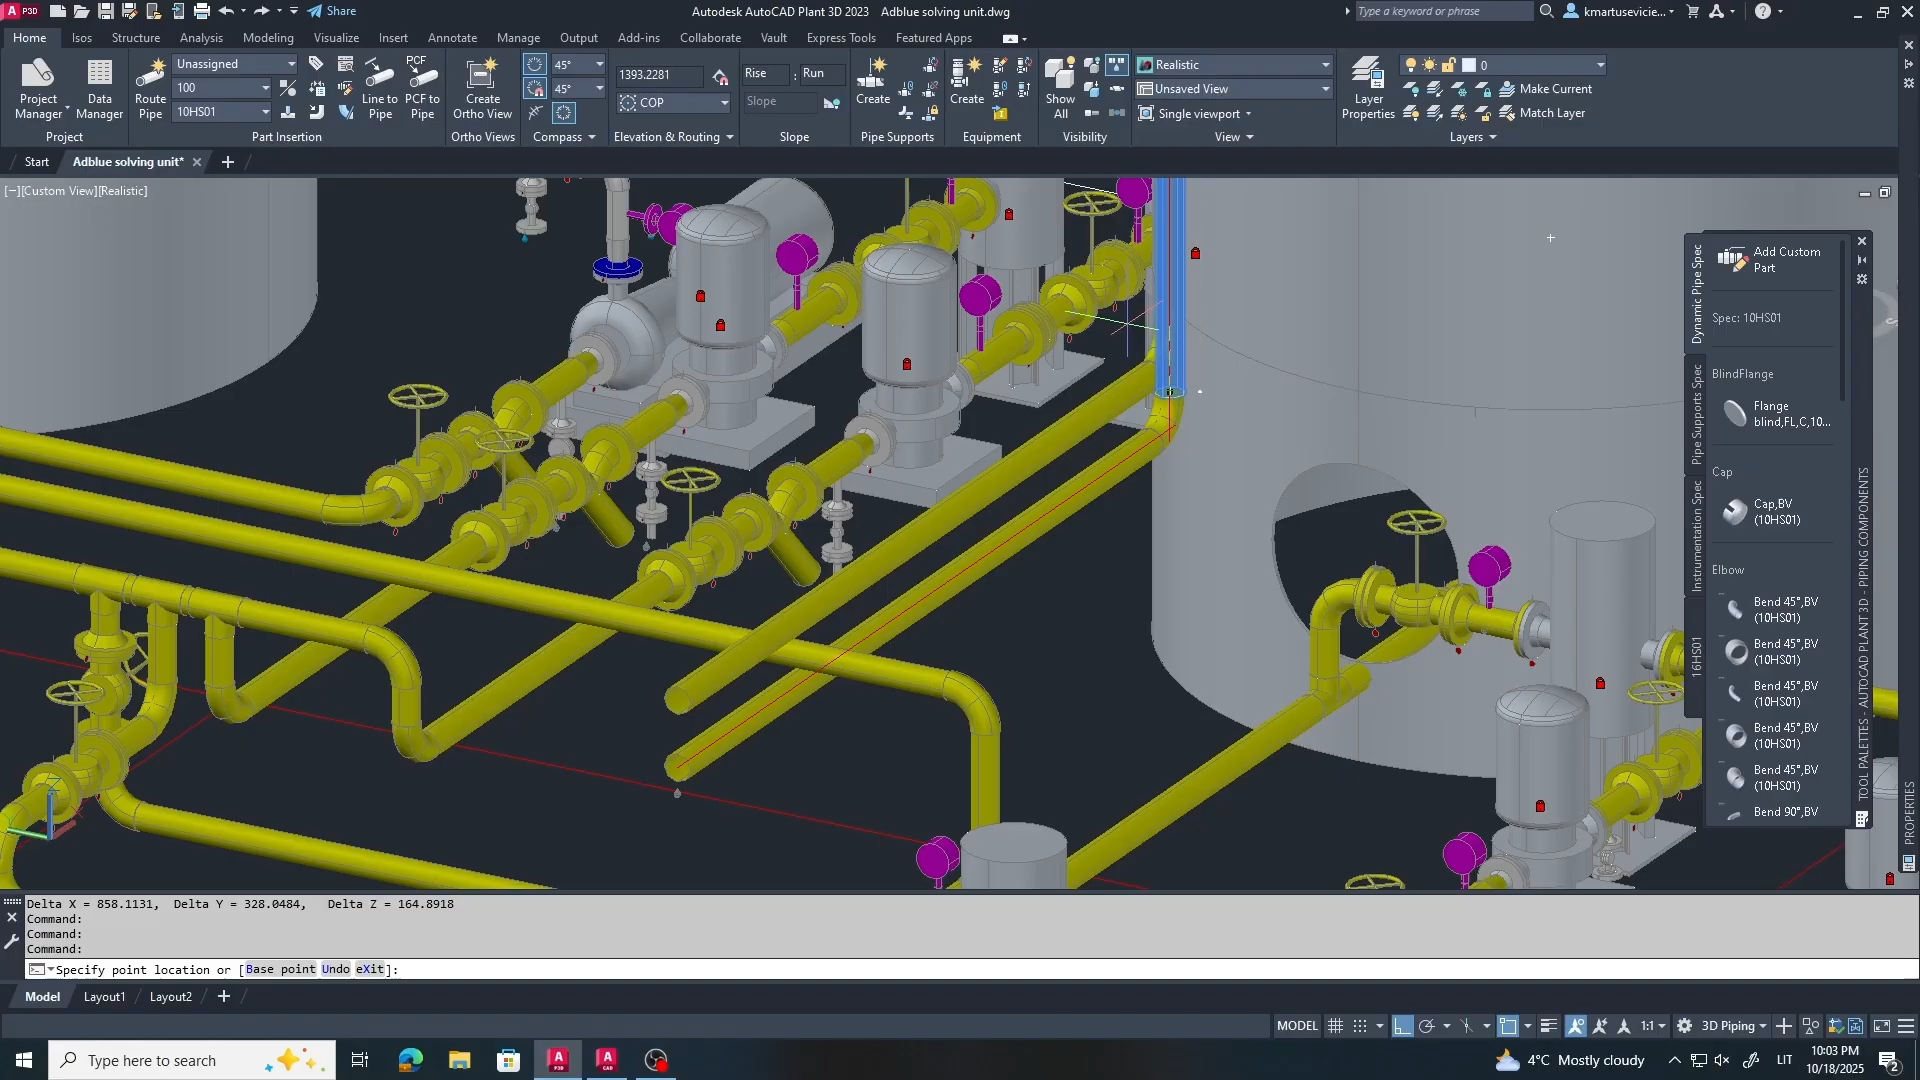 A P3D
Share
Autodesk AutoCAD Plant 3D 2023 Adblue solving unit.dwg
Type a keyword or phrase
kmartusevicie...
Home Isos Structure Analysis Modeling Visualize Insert Annotate Manage Output Add-ins Collaborate Vault Express Tools Featured Apps
Project Manager
Data Manager
Project
Route Pipe
Unassigned
100
10HS01
Line to Pipe
PCF
PCF to Pipe
Part Insertion
Create Ortho View
Ortho Views
45°
45°
Compass
1393.2281
COP
Elevation & Routing
Rise : Run
Slope
Slope
Create
Pipe Supports
Create
Equipment
Show All
Visibility
Realistic
Unsaved View
Single viewport
View
Layer Properties
0
Make Current
Match Layer
Layers
Start Adblue solving unit*
[−][Custom View][Realistic]
Dynamic Pipe Spec
Pipe Supports Spec
Instrumentation Spec
16HS01
Add Custom Part
Spec: 10HS01
BlindFlange
Flange blind,FL,C,10...
Cap
Cap,BV (10HS01)
Elbow
Bend 45°,BV (10HS01)
Bend 45°,BV (10HS01)
Bend 45°,BV (10HS01)
Bend 45°,BV (10HS01)
Bend 45°,BV (10HS01)
Bend 90°,BV
TOOL PALETTES - AUTOCAD PLANT 3D - PIPING COMPONENTS
PROPERTIES
Delta X = 858.1131, Delta Y = 328.0484, Delta Z = 164.8918
Command:
Command:
Command:
Specify point location or [Base point Undo eXit]:
Model Layout1 Layout2
MODEL 1:1 3D Piping
Type here to search
A P3D
A CAD
4°C Mostly cloudy
LIT
10:03 PM
10/18/2025
2